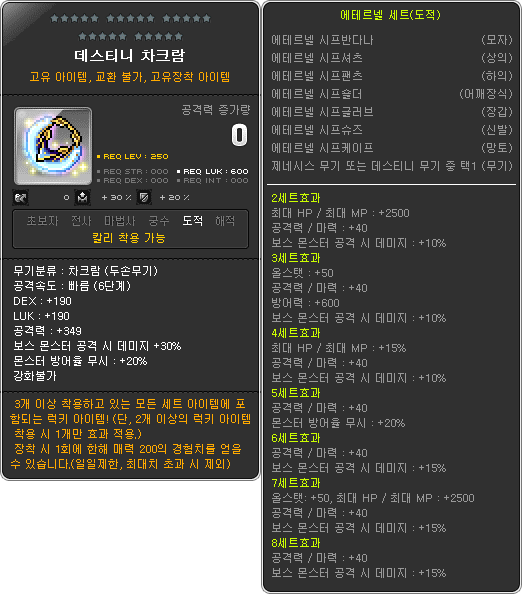 데스티니 차크람
고유 아이템, 교환 불가, 고유장착 아이템
공격력 증가량
0
REQ LEV : 250
REQ STR : 000 REQ LUK : 600
REQ DEX : 000 REQ INT : 000
0 + 30 % + 20 %
초보자 전사 마법사 궁수 도적 해적
칼리 착용 가능
무기분류 : 차크람 (두손무기)
공격속도 : 빠름 (6단계)
DEX : +190
LUK : +190
공격력 : +349
보스 몬스터 공격 시 데미지 +30%
몬스터 방어율 무시 : +20%
강화불가
3개 이상 착용하고 있는 모든 세트 아이템에 포
함되는 럭키 아이템! (단, 2개 이상의 럭키 아이템
착용 시 1개만 효과 적용.)
장착 시 1회에 한해 매력 200의 경험치를 얻을
수 있습니다.(일일제한, 최대치 초과 시 제외)
에테르넬 세트(도적)
에테르넬 시프반다나 (모자)
에테르넬 시프셔츠 (상의)
에테르넬 시프팬츠 (하의)
에테르넬 시프숄더 (어깨장식)
에테르넬 시프글러브 (장갑)
에테르넬 시프슈즈 (신발)
에테르넬 시프케이프 (망토)
제네시스 무기 또는 데스티니 무기 중 택1 (무기)
2세트효과
최대 HP / 최대 MP : +2500
공격력 / 마력 : +40
보스 몬스터 공격 시 데미지 : +10%
3세트효과
올스탯 : +50
공격력 / 마력 : +40
방어력 : +600
보스 몬스터 공격 시 데미지 : +10%
4세트효과
최대 HP / 최대 MP : +15%
공격력 / 마력 : +40
보스 몬스터 공격 시 데미지 : +10%
5세트효과
공격력 / 마력 : +40
몬스터 방어율 무시 : +20%
6세트효과
공격력 / 마력 : +40
보스 몬스터 공격 시 데미지 : +15%
7세트효과
올스탯: +50, 최대 HP / 최대 MP : +2500
공격력 / 마력 : +40
보스 몬스터 공격 시 데미지 : +15%
8세트효과
공격력 / 마력 : +40
보스 몬스터 공격 시 데미지 : +15%